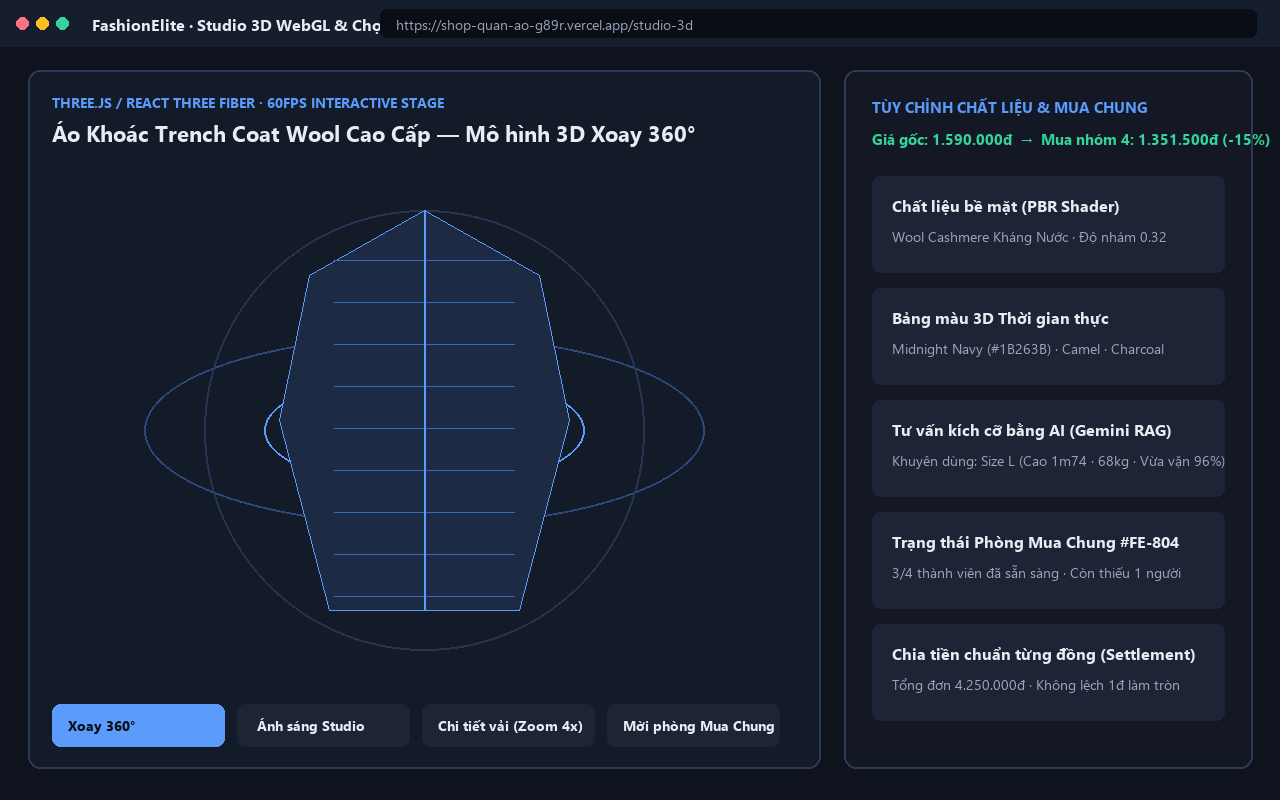 FashionElite · Studio 3D WebGL & Chọ
https://shop-quan-ao-g89r.vercel.app/studio-3d
THREE.JS / REACT THREE FIBER · 60FPS INTERACTIVE STAGE
Áo Khoác Trench Coat Wool Cao Cấp — Mô hình 3D Xoay 360°
Xoay 360°
Ánh sáng Studio
Chi tiết vải (Zoom 4x)
Mời phòng Mua Chung
TÙY CHỈNH CHẤT LIỆU & MUA CHUNG
Giá gốc: 1.590.000đ → Mua nhóm 4: 1.351.500đ (-15%)
Chất liệu bề mặt (PBR Shader)
Wool Cashmere Kháng Nước · Độ nhám 0.32
Bảng màu 3D Thời gian thực
Midnight Navy (#1B263B) · Camel · Charcoal
Tư vấn kích cỡ bằng AI (Gemini RAG)
Khuyên dùng: Size L (Cao 1m74 · 68kg · Vừa vặn 96%)
Trạng thái Phòng Mua Chung #FE-804
3/4 thành viên đã sẵn sàng · Còn thiếu 1 người
Chia tiền chuẩn từng đồng (Settlement)
Tổng đơn 4.250.000đ · Không lệch 1đ làm tròn